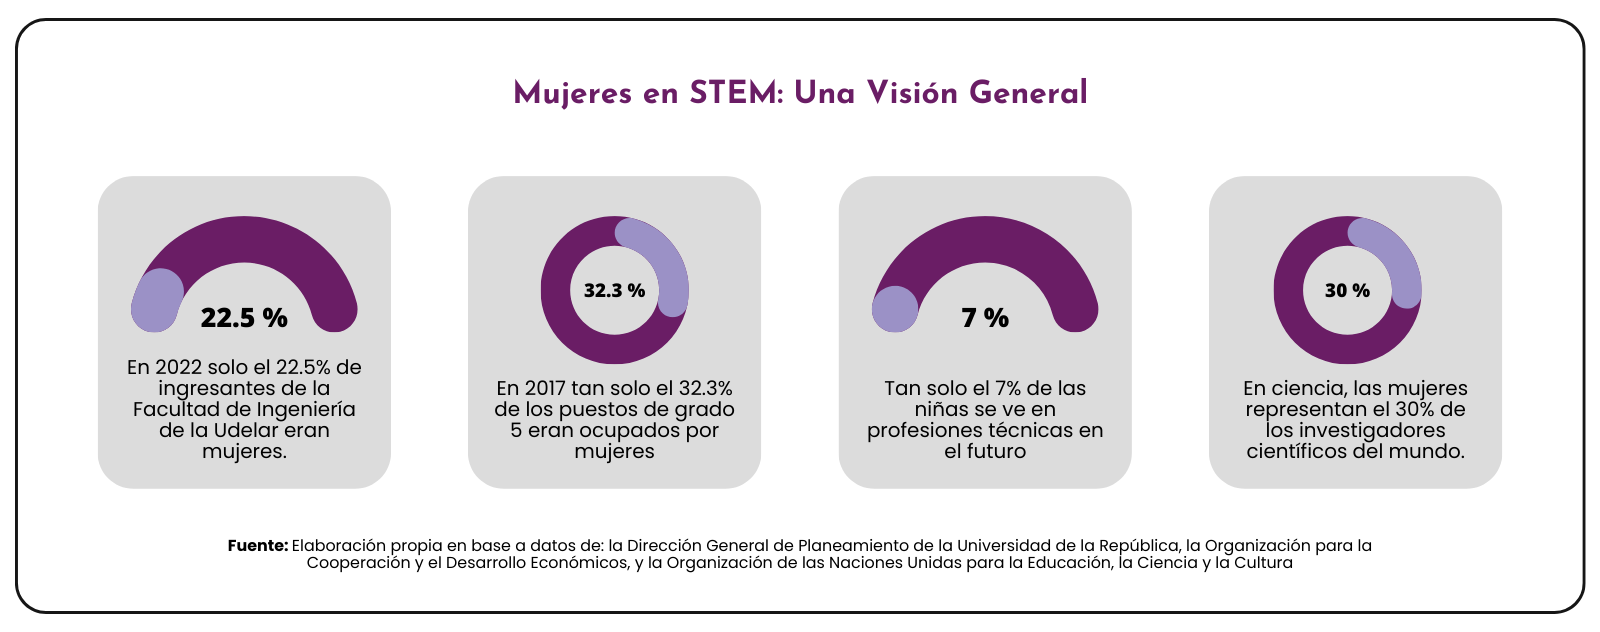 Mujeres en STEM: Una Visión General
22.5 %
En 2022 solo el 22.5% de
ingresantes de la
Facultad de Ingeniería
de la Udelar eran
mujeres.
32.3 %
En 2017 tan solo el 32.3%
de los puestos de grado
5 eran ocupados por
mujeres
7 %
Tan solo el 7% de las
niñas se ve en
profesiones técnicas en
el futuro
30 %
En ciencia, las mujeres
representan el 30% de
los investigadores
científicos del mundo.
Fuente: Elaboración propia en base a datos de: la Dirección General de Planeamiento de la Universidad de la República, la Organización para la
Cooperación y el Desarrollo Económicos, y la Organización de las Naciones Unidas para la Educación, la Ciencia y la Cultura